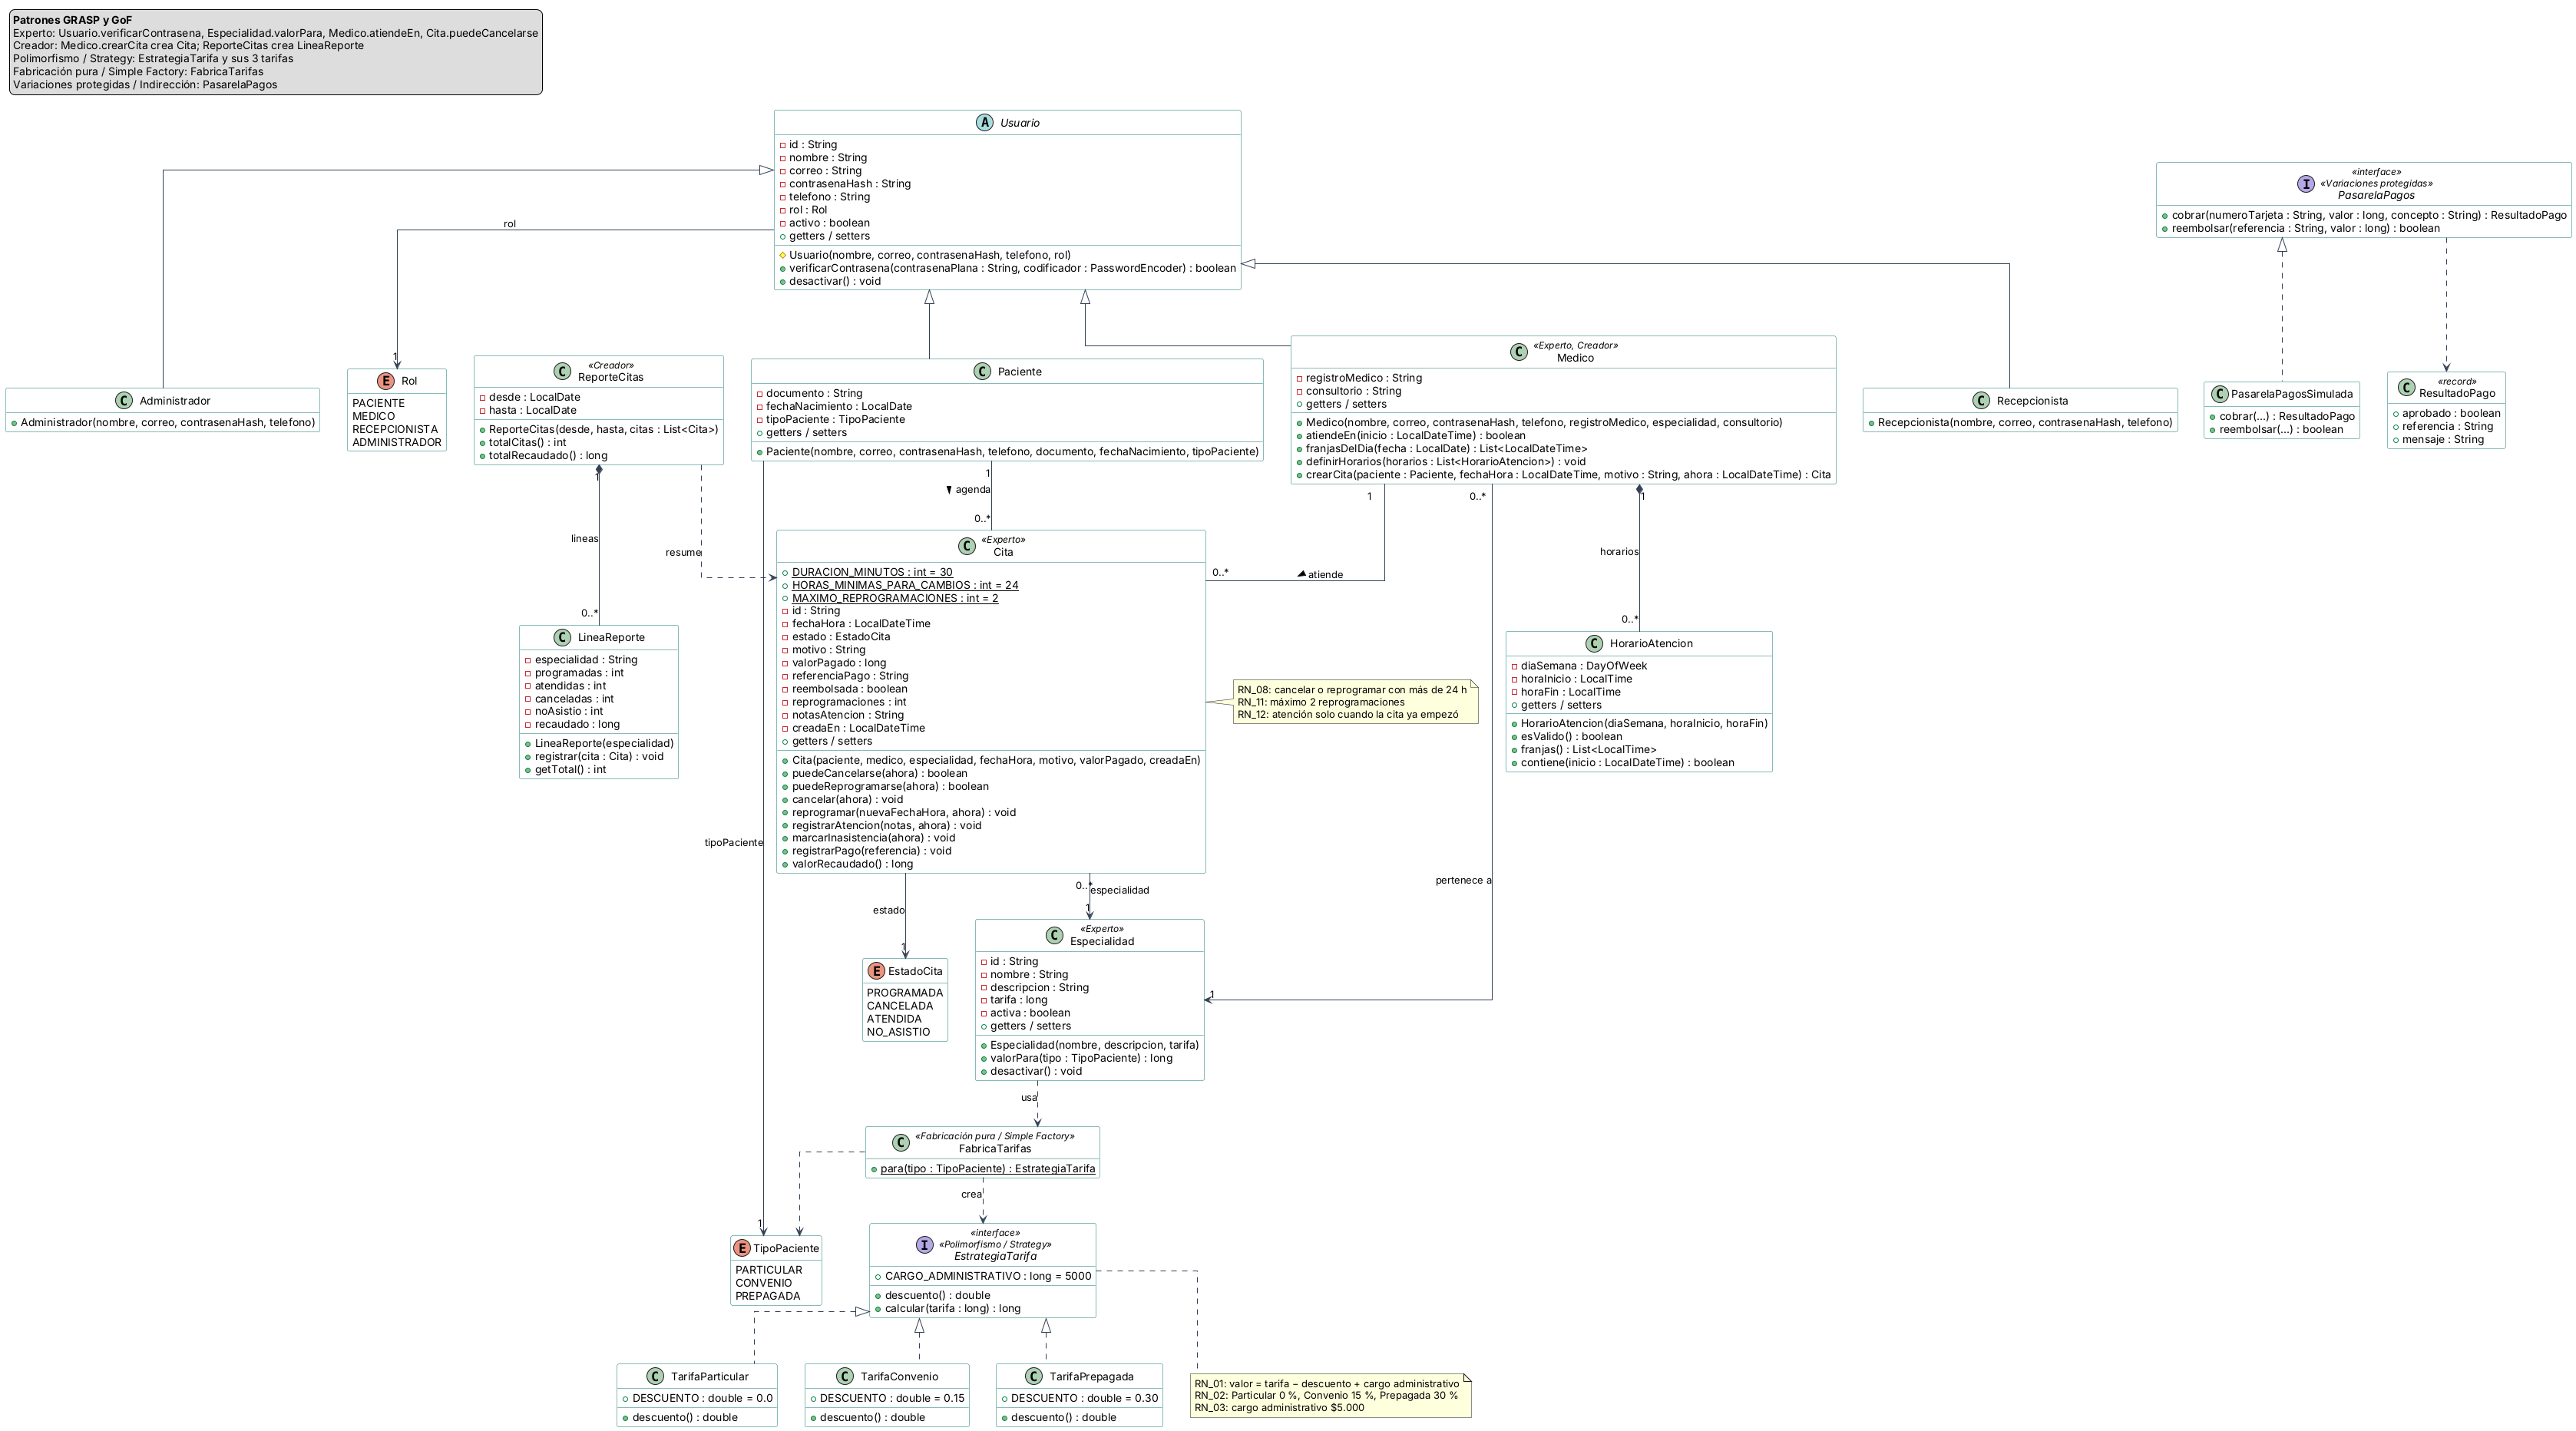 Patrones GRASP y GoF
Experto: Usuario.verificarContrasena, Especialidad.valorPara, Medico.atiendeEn, Cita.puedeCancelarse
Creador: Medico.crearCita crea Cita; ReporteCitas crea LineaReporte
Polimorfismo / Strategy: EstrategiaTarifa y sus 3 tarifas
Fabricación pura / Simple Factory: FabricaTarifas
Variaciones protegidas / Indirección: PasarelaPagos
A Usuario
id : String
nombre : String
correo : String
contrasenaHash : String
telefono : String
rol : Rol
activo : boolean
getters / setters
Usuario(nombre, correo, contrasenaHash, telefono, rol)
verificarContrasena(contrasenaPlana : String, codificador : PasswordEncoder) : boolean
desactivar() : void
«interface»
«Variaciones protegidas»
I PasarelaPagos
cobrar(numeroTarjeta : String, valor : long, concepto : String) : ResultadoPago
reembolsar(referencia : String, valor : long) : boolean
rol
1
C Administrador
Administrador(nombre, correo, contrasenaHash, telefono)
E Rol
PACIENTE
MEDICO
RECEPCIONISTA
ADMINISTRADOR
«Creador»
C ReporteCitas
desde : LocalDate
hasta : LocalDate
ReporteCitas(desde, hasta, citas : List<Cita>)
totalCitas() : int
totalRecaudado() : long
C Paciente
documento : String
fechaNacimiento : LocalDate
tipoPaciente : TipoPaciente
getters / setters
Paciente(nombre, correo, contrasenaHash, telefono, documento, fechaNacimiento, tipoPaciente)
«Experto, Creador»
C Medico
registroMedico : String
consultorio : String
getters / setters
Medico(nombre, correo, contrasenaHash, telefono, registroMedico, especialidad, consultorio)
atiendeEn(inicio : LocalDateTime) : boolean
franjasDelDia(fecha : LocalDate) : List<LocalDateTime>
definirHorarios(horarios : List<HorarioAtencion>) : void
crearCita(paciente : Paciente, fechaHora : LocalDateTime, motivo : String, ahora : LocalDateTime) : Cita
C Recepcionista
Recepcionista(nombre, correo, contrasenaHash, telefono)
C PasarelaPagosSimulada
cobrar(...) : ResultadoPago
reembolsar(...) : boolean
«record»
C ResultadoPago
aprobado : boolean
referencia : String
mensaje : String
1
lineas
0..*
resume
1
agenda
0..*
1
0..*
atiende
0..*
1
horarios
0..*
C LineaReporte
especialidad : String
programadas : int
atendidas : int
canceladas : int
noAsistio : int
recaudado : long
LineaReporte(especialidad)
registrar(cita : Cita) : void
getTotal() : int
«Experto»
C Cita
DURACION_MINUTOS : int = 30
HORAS_MINIMAS_PARA_CAMBIOS : int = 24
MAXIMO_REPROGRAMACIONES : int = 2
id : String
fechaHora : LocalDateTime
estado : EstadoCita
motivo : String
valorPagado : long
referenciaPago : String
reembolsada : boolean
reprogramaciones : int
notasAtencion : String
creadaEn : LocalDateTime
getters / setters
Cita(paciente, medico, especialidad, fechaHora, motivo, valorPagado, creadaEn)
puedeCancelarse(ahora) : boolean
puedeReprogramarse(ahora) : boolean
cancelar(ahora) : void
reprogramar(nuevaFechaHora, ahora) : void
registrarAtencion(notas, ahora) : void
marcarInasistencia(ahora) : void
registrarPago(referencia) : void
valorRecaudado() : long
RN_08: cancelar o reprogramar con más de 24 h
RN_11: máximo 2 reprogramaciones
RN_12: atención solo cuando la cita ya empezó
C HorarioAtencion
diaSemana : DayOfWeek
horaInicio : LocalTime
horaFin : LocalTime
getters / setters
HorarioAtencion(diaSemana, horaInicio, horaFin)
esValido() : boolean
franjas() : List<LocalTime>
contiene(inicio : LocalDateTime) : boolean
tipoPaciente
1
estado
1
0..*
especialidad
1
pertenece a
1
E EstadoCita
PROGRAMADA
CANCELADA
ATENDIDA
NO_ASISTIO
«Experto»
C Especialidad
id : String
nombre : String
descripcion : String
tarifa : long
activa : boolean
getters / setters
Especialidad(nombre, descripcion, tarifa)
valorPara(tipo : TipoPaciente) : long
desactivar() : void
usa
«Fabricación pura / Simple Factory»
C FabricaTarifas
para(tipo : TipoPaciente) : EstrategiaTarifa
crea
E TipoPaciente
PARTICULAR
CONVENIO
PREPAGADA
«interface»
«Polimorfismo / Strategy»
I EstrategiaTarifa
CARGO_ADMINISTRATIVO : long = 5000
descuento() : double
calcular(tarifa : long) : long
C TarifaParticular
DESCUENTO : double = 0.0
descuento() : double
C TarifaConvenio
DESCUENTO : double = 0.15
descuento() : double
C TarifaPrepagada
DESCUENTO : double = 0.30
descuento() : double
RN_01: valor = tarifa − descuento + cargo administrativo
RN_02: Particular 0 %, Convenio 15 %, Prepagada 30 %
RN_03: cargo administrativo $5.000